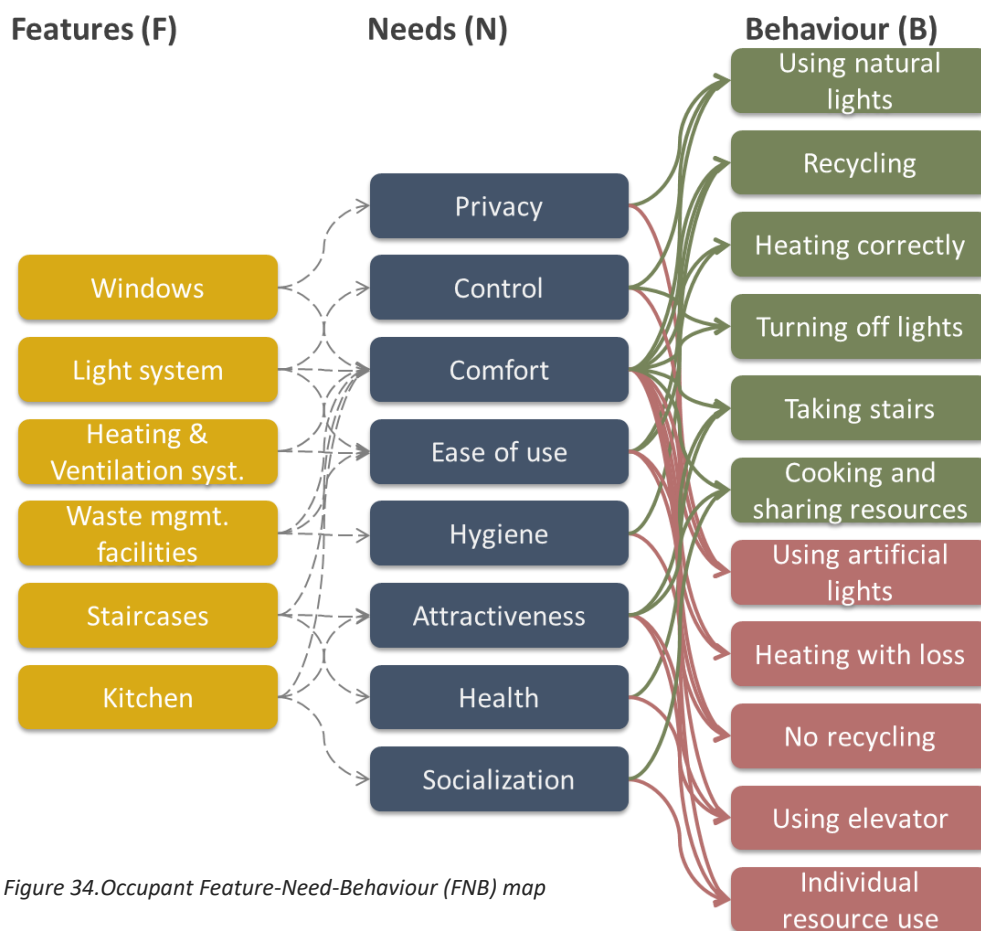 Features (F)
Needs (N)
Behaviour (B)
Windows
Light system
Heating &
Ventilation syst.
Waste mgmt.
facilities
Staircases
Kitchen
Privacy
Control
Comfort
Ease of use
Hygiene
Attractiveness
Health
Socialization
Using natural
lights
Recycling
Heating correctly
Turning off lights
Taking stairs
Cooking and
sharing resources
Using artificial
lights
Heating with loss
No recycling
Using elevator
Individual
resource use
Figure 34.Occupant Feature-Need-Behaviour (FNB) map